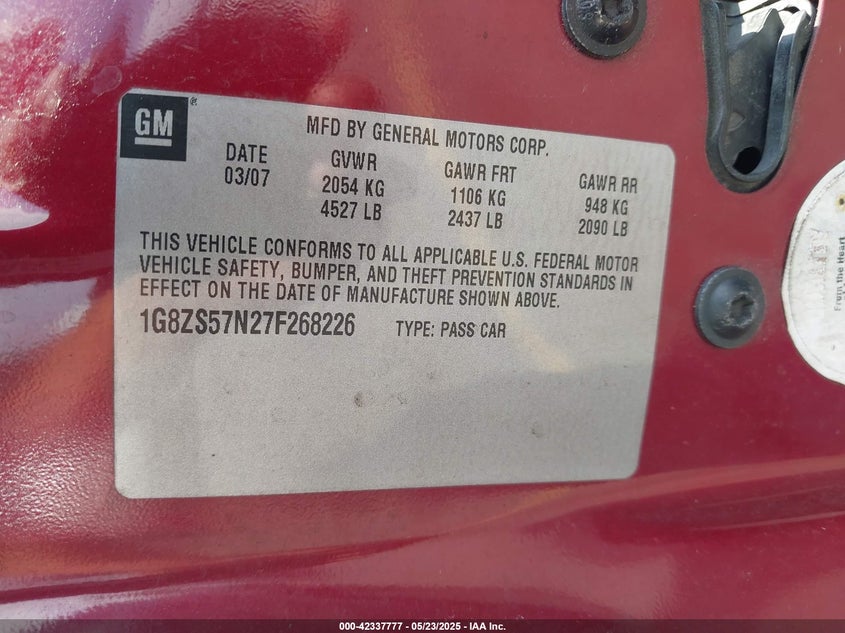 GM®
MFD BY GENERAL MOTORS CORP.
DATE GVWR GAWR FRT GAWR RR
03/07 2054 KG 1106 KG 948 KG
4527 LB 2437 LB 2090 LB
THIS VEHICLE CONFORMS TO ALL APPLICABLE U.S. FEDERAL MOTOR
VEHICLE SAFETY, BUMPER, AND THEFT PREVENTION STANDARDS IN
EFFECT ON THE DATE OF MANUFACTURE SHOWN ABOVE.
1G8ZS57N27F268226 TYPE: PASS CAR
From the Heart
000-42337777 - 05/23/2025 - IAA Inc.